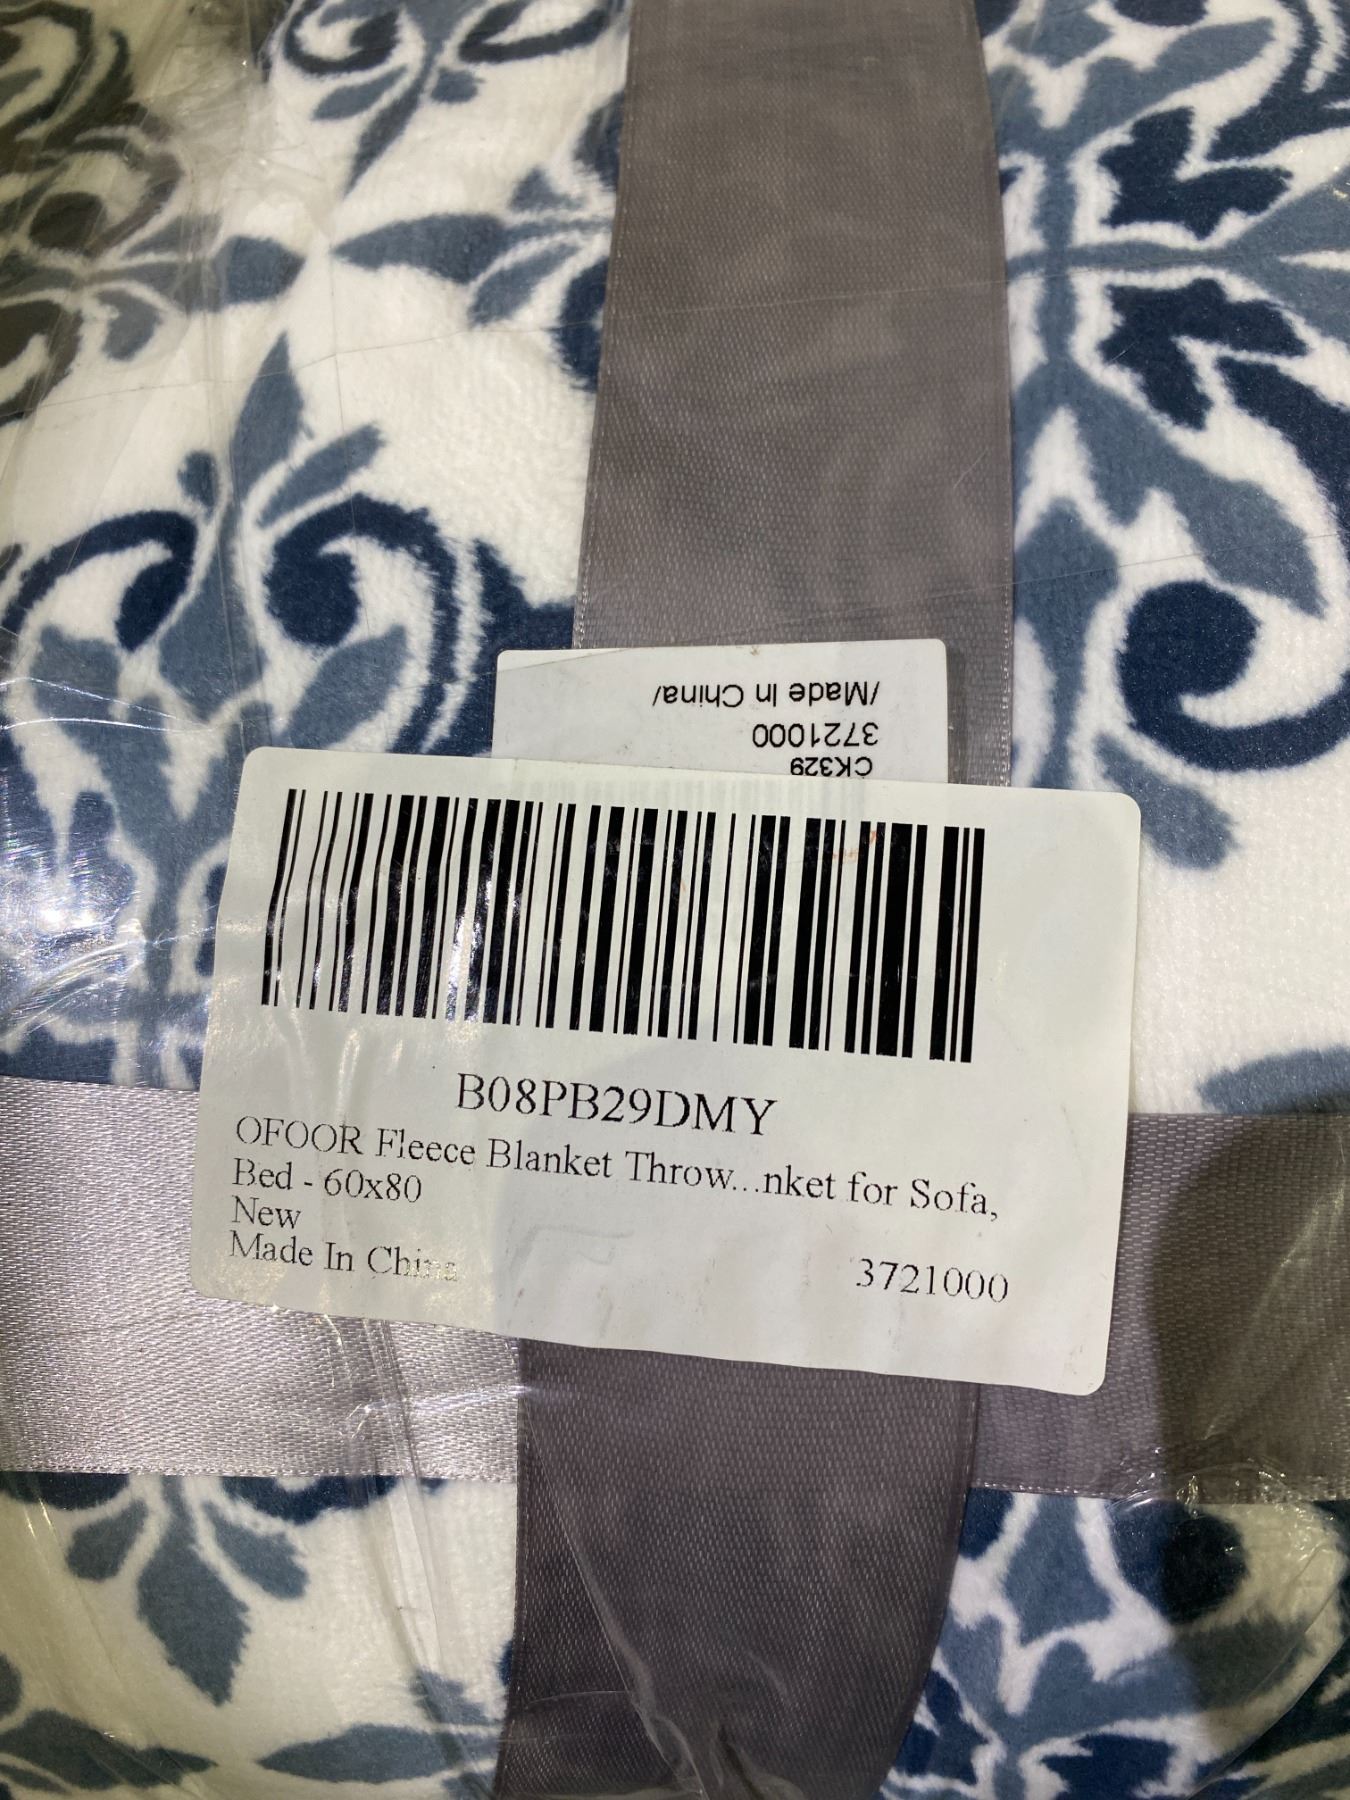 /Made In China/
3721000
CK329
B08PB29DMY
OFOOR Fleece Blanket Throw...nket for Sofa,
Bed - 60x80
New
Made In China
3721000